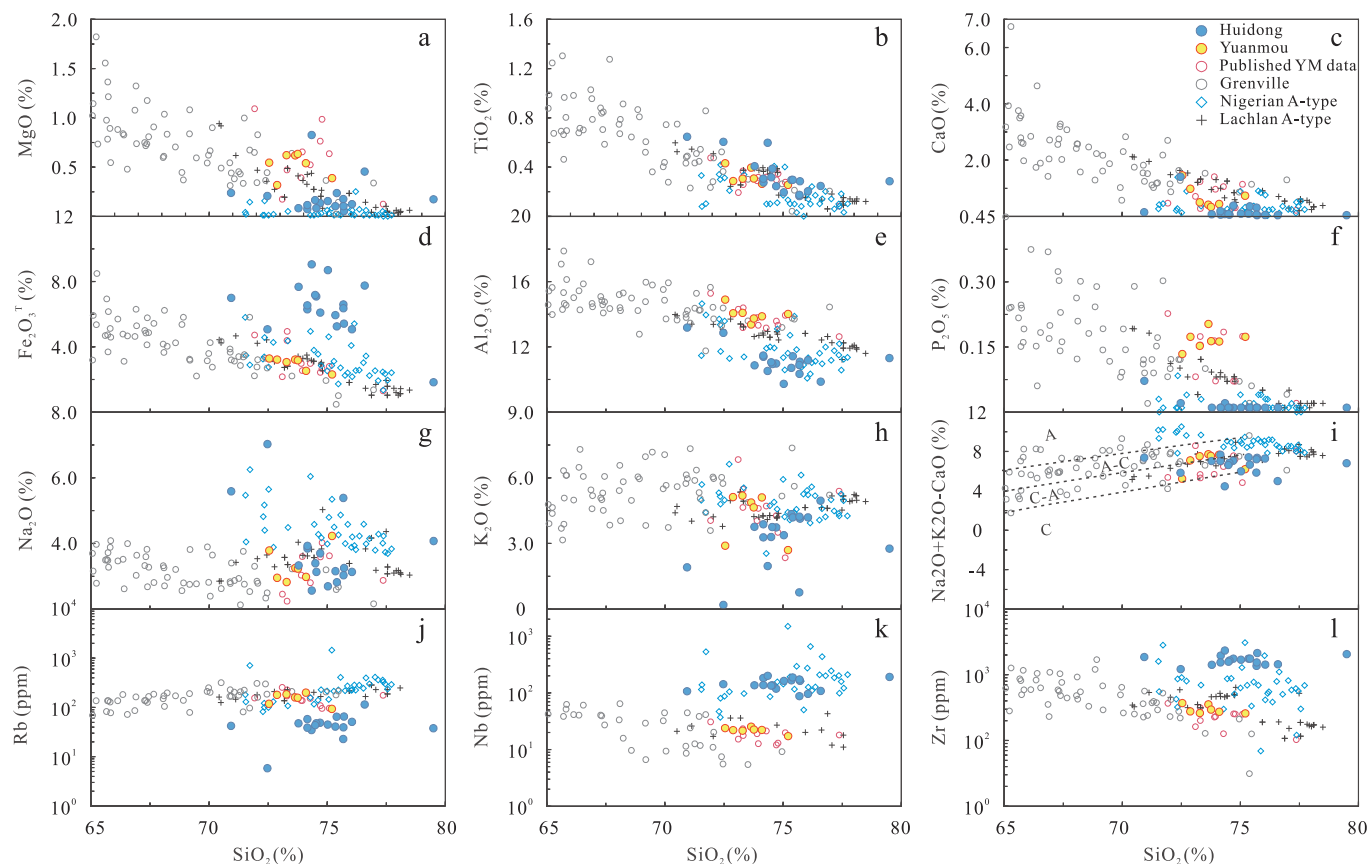 2.0
1.5
1.0
0.5
12
MgO (%)
a
1.6
1.2
0.8
0.4
20
TiO₂(%)
b
7.0
6.0
4.0
2.0
0.45
CaO(%)
c
Huidong
Yuanmou
Published YM data
Grenville
Nigerian A-type
Lachlan A-type
8.0
4.0
8.0
Fe₂O₃ᵀ (%)
d
16
12
9.0
Al₂O₃(%)
e
0.30
0.15
12
P₂O₅(%)
f
6.0
4.0
10⁴
Na₂O (%)
g
6.0
3.0
0
K₂O (%)
h
8
4
0
-4
10⁴
Na2O+K2O-CaO (%)
i
A
A-C
C-A
C
10³
10²
10¹
10⁰
Rb (ppm)
j
10³
10²
10¹
10⁰
Nb (ppm)
k
10³
10²
10⁰
Zr (ppm)
l
65
70
75
80
SiO₂(%)
65
70
75
80
SiO₂(%)
65
70
75
80
SiO₂(%)